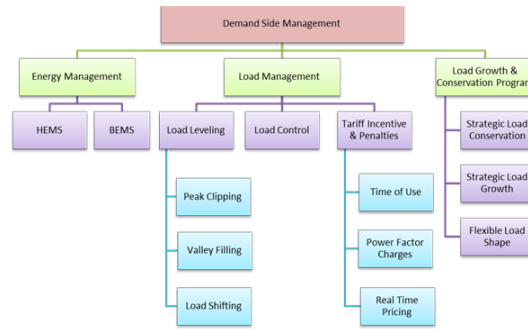 Demand Side Management
Energy Management
Load Management
Load Growth &
Conservation Program
HEMS
BEMS
Load Leveling
Load Control
Tariff Incentive
& Penalties
Strategic Load
Conservation
Peak Clipping
Time of Use
Strategic Load
Growth
Valley Filling
Power Factor
Charges
Flexible Load
Shape
Load Shifting
Real Time
Pricing